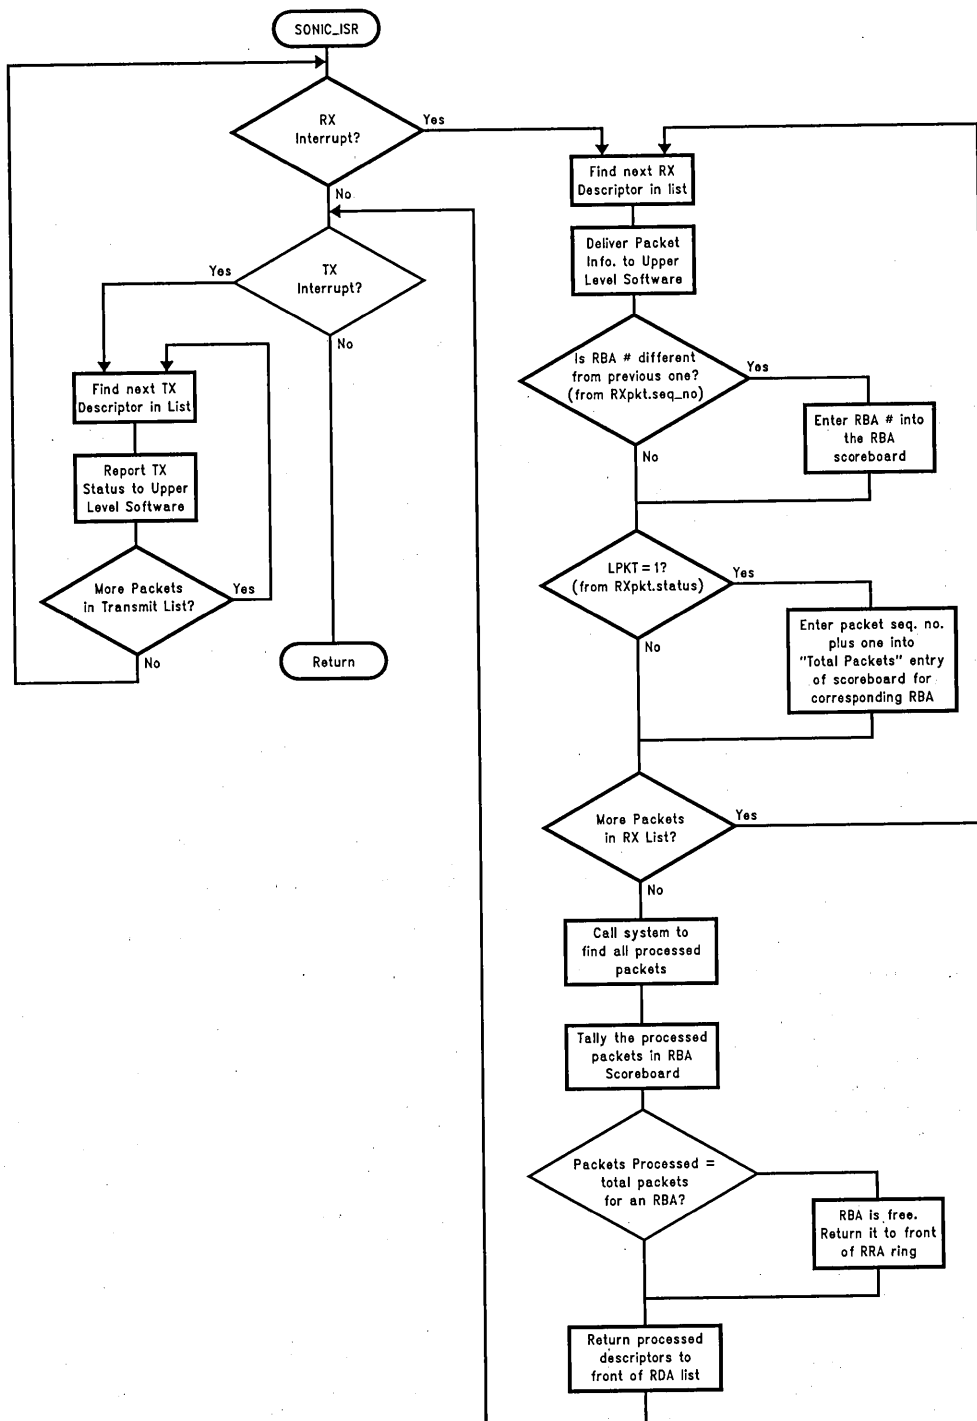 SONIC_ISR
RX
Interrupt?
Yes
No
TX
Interrupt?
Yes
No
Find next TX
Descriptor in List
Report TX
Status to Upper
Level Software
More Packets
in Transmit List?
Yes
No
Return
Find next RX
Descriptor in list
Deliver Packet
Info. to Upper
Level Software
Is RBA # different
from previous one?
(from RXpkt.seq_no)
Yes
No
Enter RBA # into
the RBA
scoreboard
LPKT=1?
(from RXpkt.status)
Yes
No
Enter packet seq. no.
plus one into
"Total Packets" entry
of scoreboard for
corresponding RBA
More Packets
in RX List?
Yes
No
Call system to
find all processed
packets
Tally the processed
packets in RBA
Scoreboard
Packets Processed =
total packets
for an RBA?
Yes
RBA is free.
Return it to front
of RRA ring
Return processed
descriptors to
front of RDA list